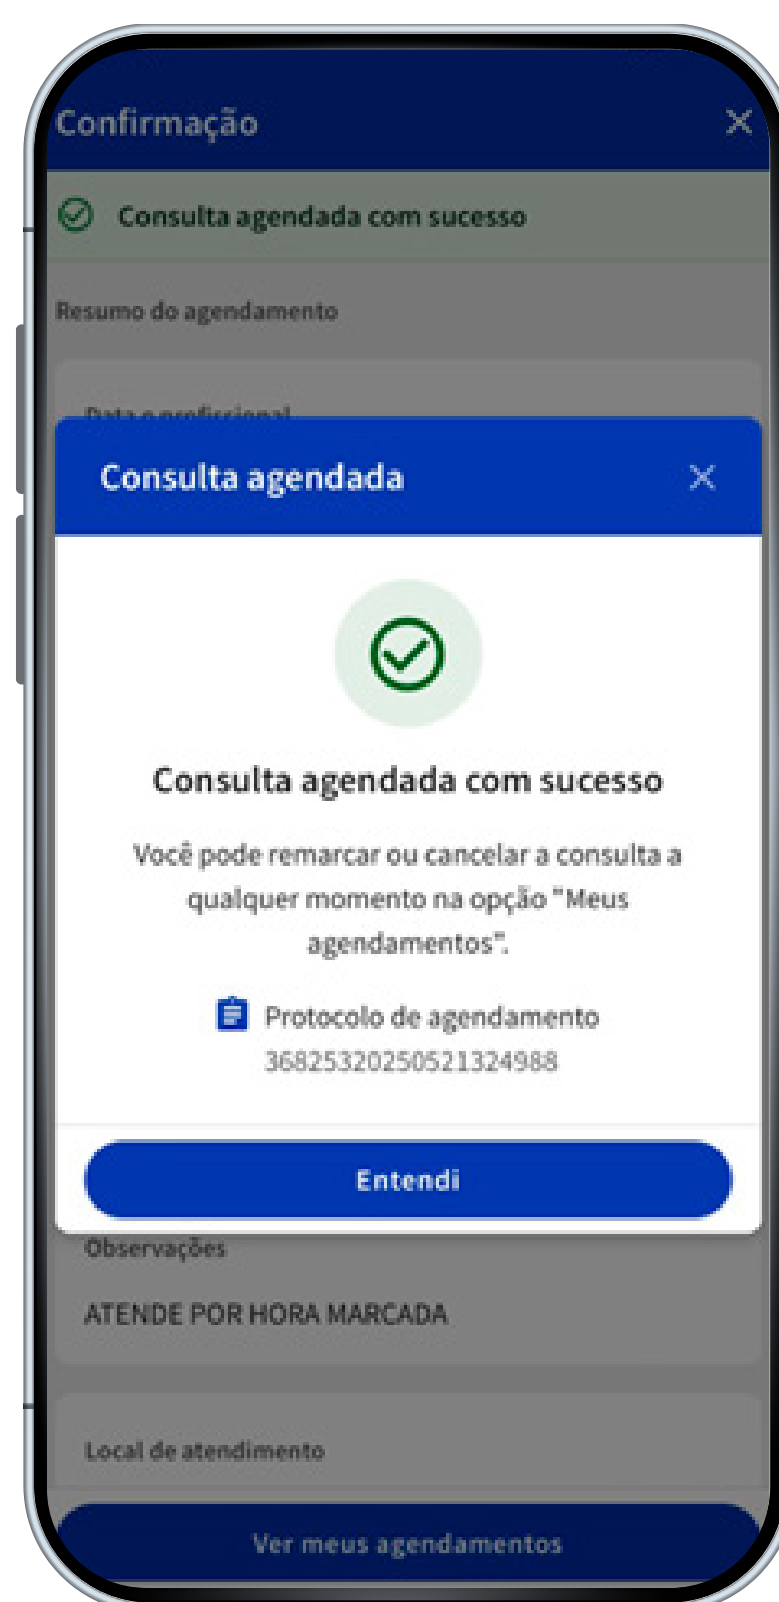 Confirmação
Consulta agendada com sucesso
Resumo do agendamento
Data e profissional
Consulta agendada
Consulta agendada com sucesso
Você pode remarcar ou cancelar a consulta a
qualquer momento na opção "Meus
agendamentos".
Protocolo de agendamento
36825320250521324988
Entendi
Observações
ATENDE POR HORA MARCADA
Local de atendimento
Ver meus agendamentos